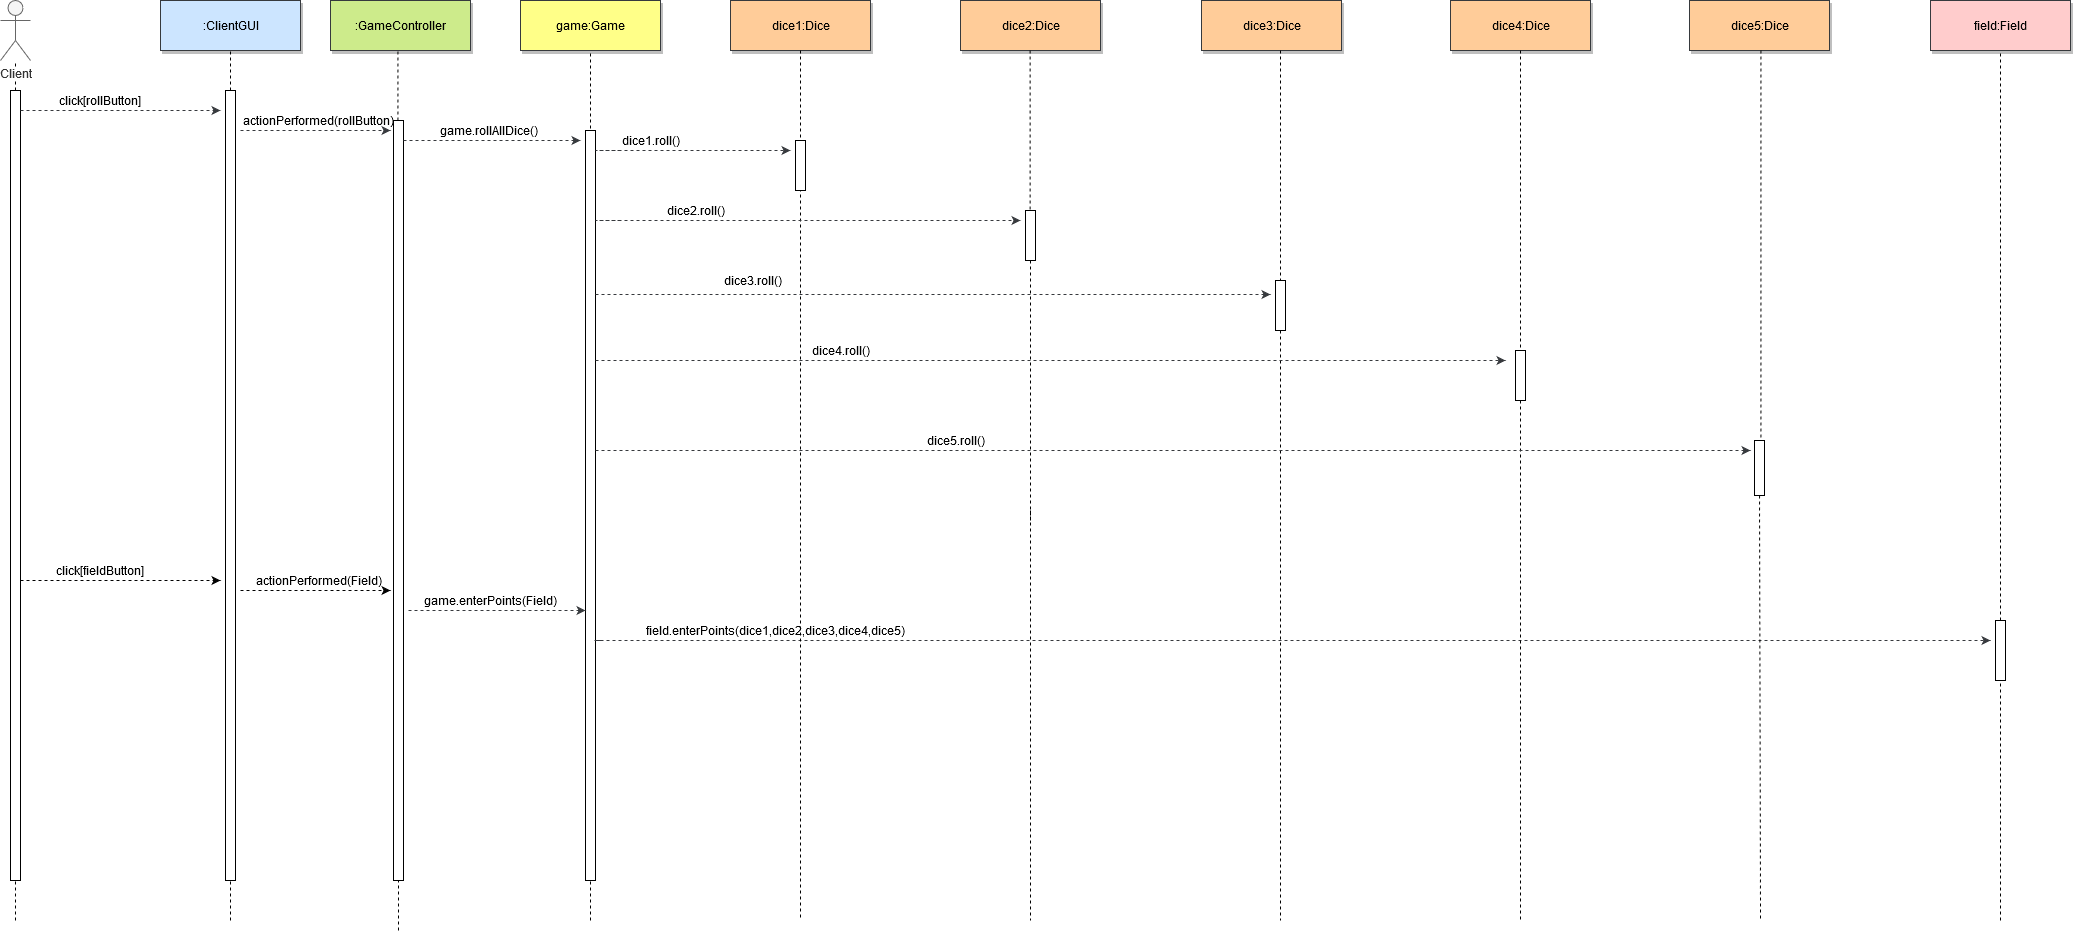 :ClientGUI
:GameController
game:Game
dice1:Dice
dice2:Dice
dice3:Dice
dice4:Dice
dice5:Dice
field:Field
Client
click[rollButton]
actionPerformed(rollButton)
game.rollAllDice()
dice1.roll()
dice2.roll()
dice3.roll()
dice4.roll()
dice5.roll()
click[fieldButton]
actionPerformed(Field)
game.enterPoints(Field)
field.enterPoints(dice1,dice2,dice3,dice4,dice5)